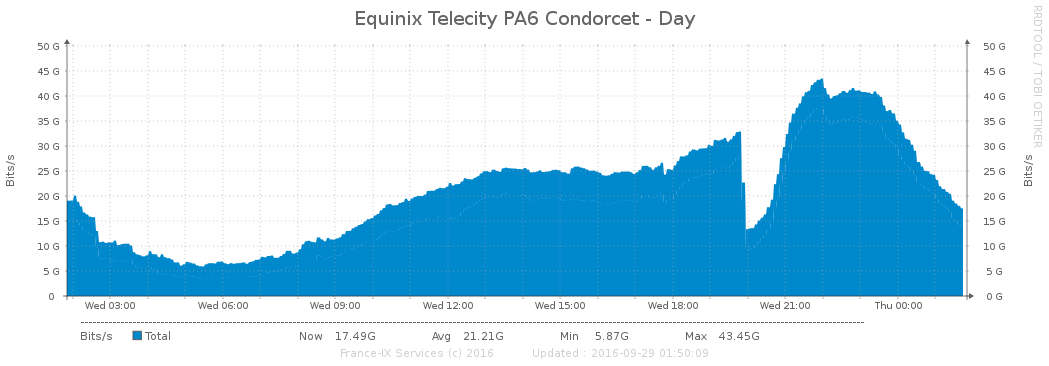 Equinix Telecity PA6 Condorcet - Day
RRDTOOL / TOBI OETIKER
Bits/s
50 G
45 G
40 G
35 G
30 G
25 G
20 G
15 G
10 G
5 G
0
50 G
45 G
40 G
35 G
30 G
25 G
20 G
15 G
10 G
5 G
0 G
Bits/s
Wed 03:00 Wed 06:00 Wed 09:00 Wed 12:00 Wed 15:00 Wed 18:00 Wed 21:00 Thu 00:00
Bits/s Total Now 17.49G Avg 21.21G Min 5.87G Max 43.45G
France-IX Services (c) 2016 Updated : 2016-09-29 01:50:09